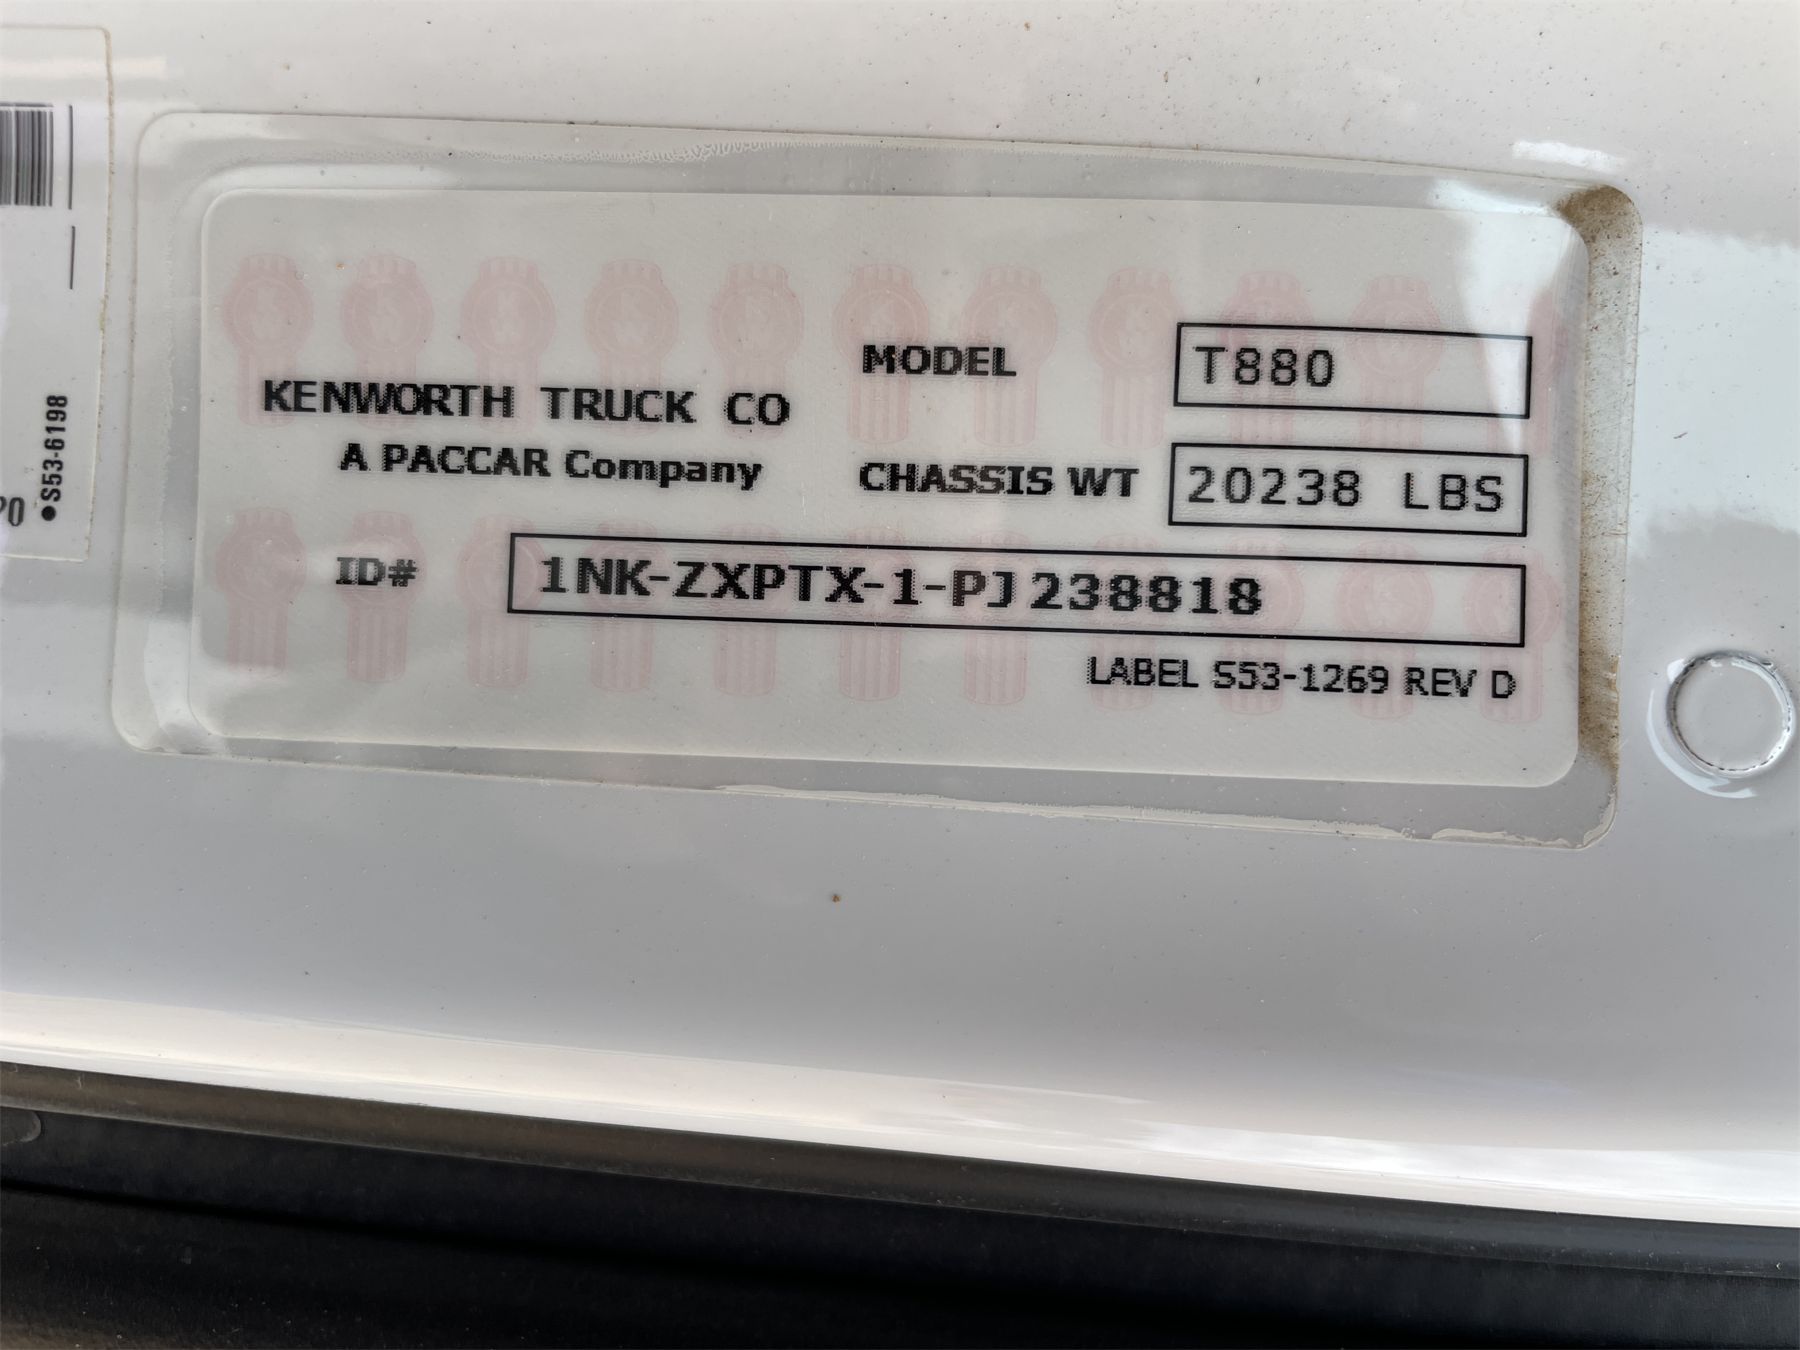 ●S53-6198
KENWORTH TRUCK CO
A PACCAR Company
MODEL T880
CHASSIS WT 20238 LBS
ID# 1NK-ZXPTX-1-PJ238818
LABEL S53-1269 REV D